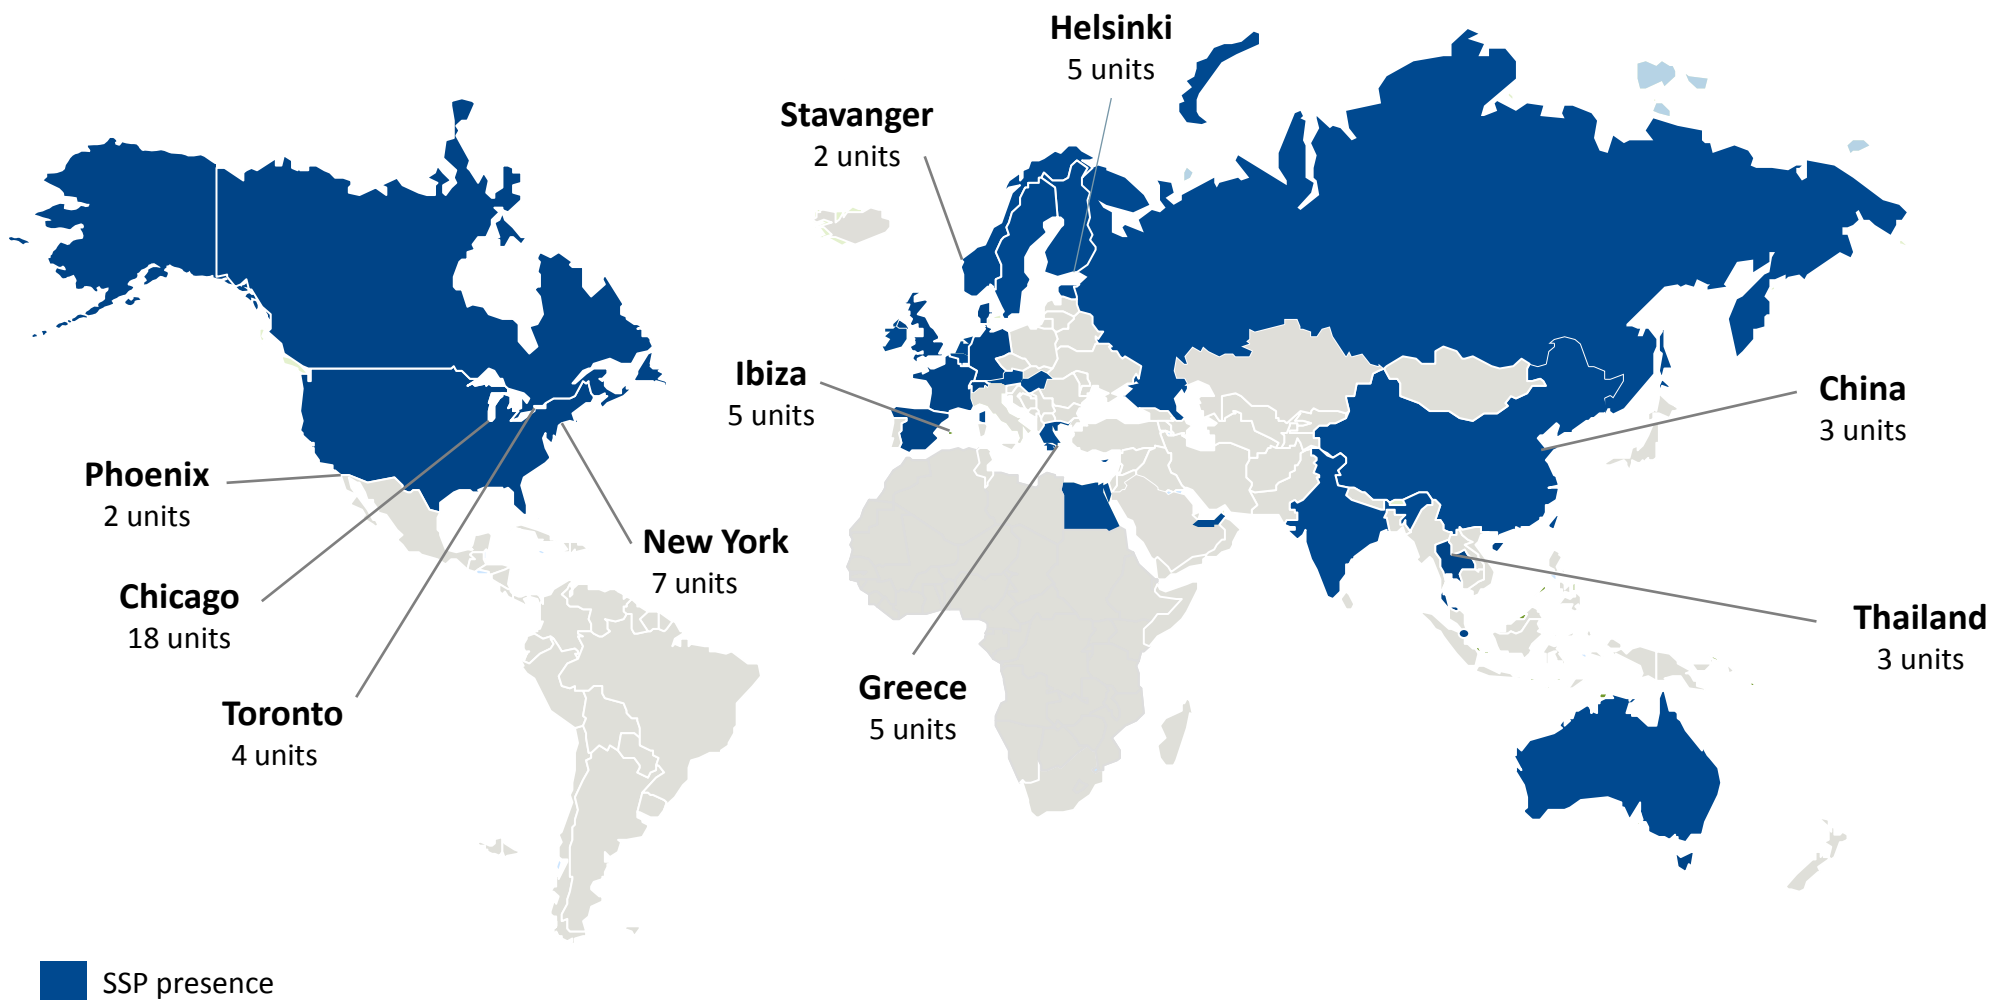 Helsinki
5 units
Stavanger
2 units
Ibiza
5 units
China
3 units
Phoenix
2 units
New York
7 units
Chicago
18 units
Thailand
3 units
Greece
5 units
Toronto
4 units
SSP presence